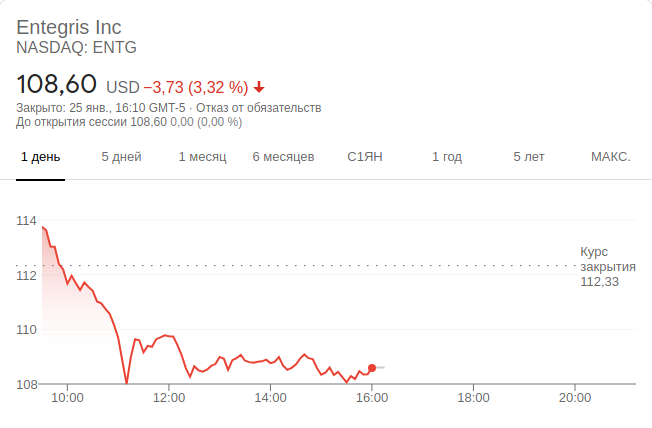 Entegris Inc
NASDAQ: ENTG
108,60 USD −3,73 (3,32 %)
Закрыто: 25 янв., 16:10 GMT-5 · Отказ от обязательств
До открытия сессии 108,60 0,00 (0,00 %)
1 день 5 дней 1 месяц 6 месяцев С1ЯН 1 год 5 лет МАКС.
114
Курс
закрытия
112,33
112
110
108
10:00 12:00 14:00 16:00 18:00 20:00